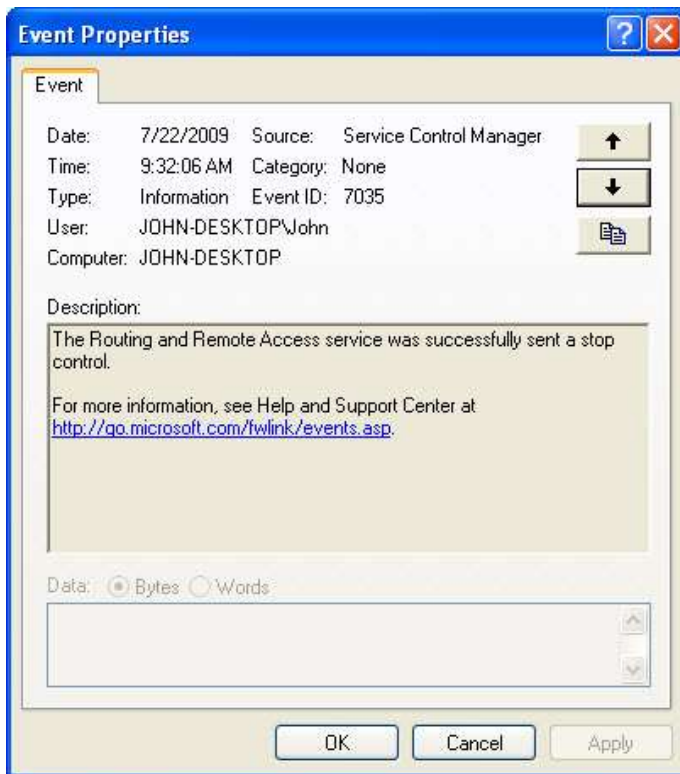 Event Properties
Event
Date: 7/22/2009 Source: Service Control Manager
Time: 9:32:06 AM Category: None
Type: Information Event ID: 7035
User: JOHN-DESKTOP\John
Computer: JOHN-DESKTOP
Description:
The Routing and Remote Access service was successfully sent a stop
control.
For more information, see Help and Support Center at
http://go.microsoft.com/fwlink/events.asp.
Data: Bytes Words
OK Cancel Apply